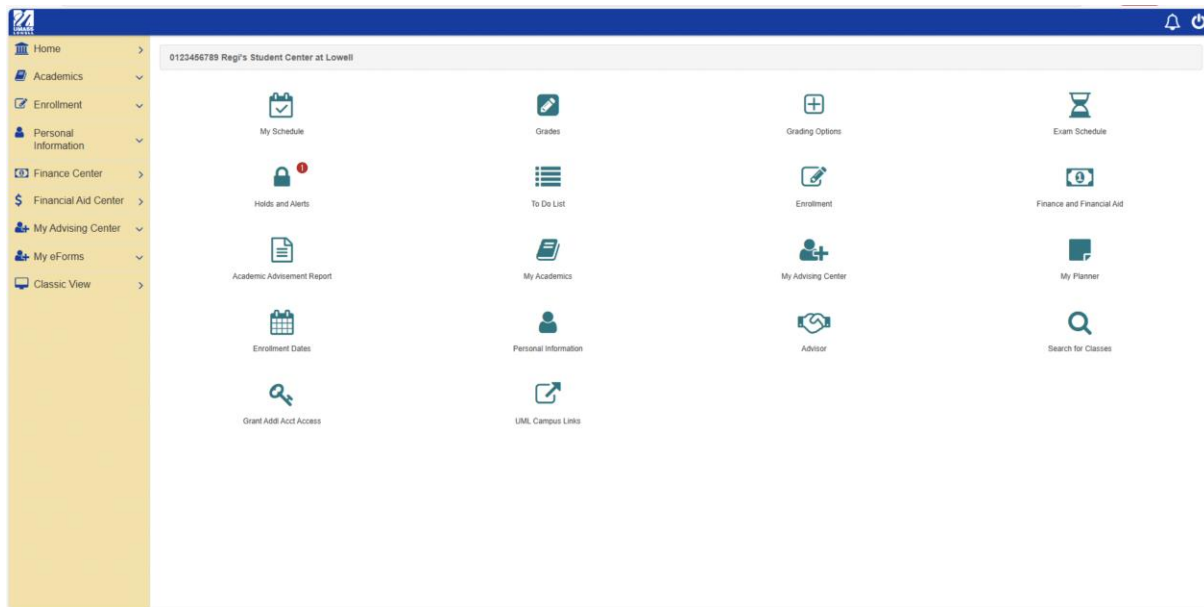 UMASS
LOWELL
Home
Academics
Enrollment
Personal
Information
Finance Center
Financial Aid Center
My Advising Center
My eForms
Classic View
0123456789 Regi's Student Center at Lowell
My Schedule
Grades
Grading Options
Exam Schedule
1
Holds and Alerts
To Do List
Enrollment
Finance and Financial Aid
Academic Advisement Report
My Academics
My Advising Center
My Planner
Enrollment Dates
Personal Information
Advisor
Search for Classes
Grant Addl Acct Access
UML Campus Links